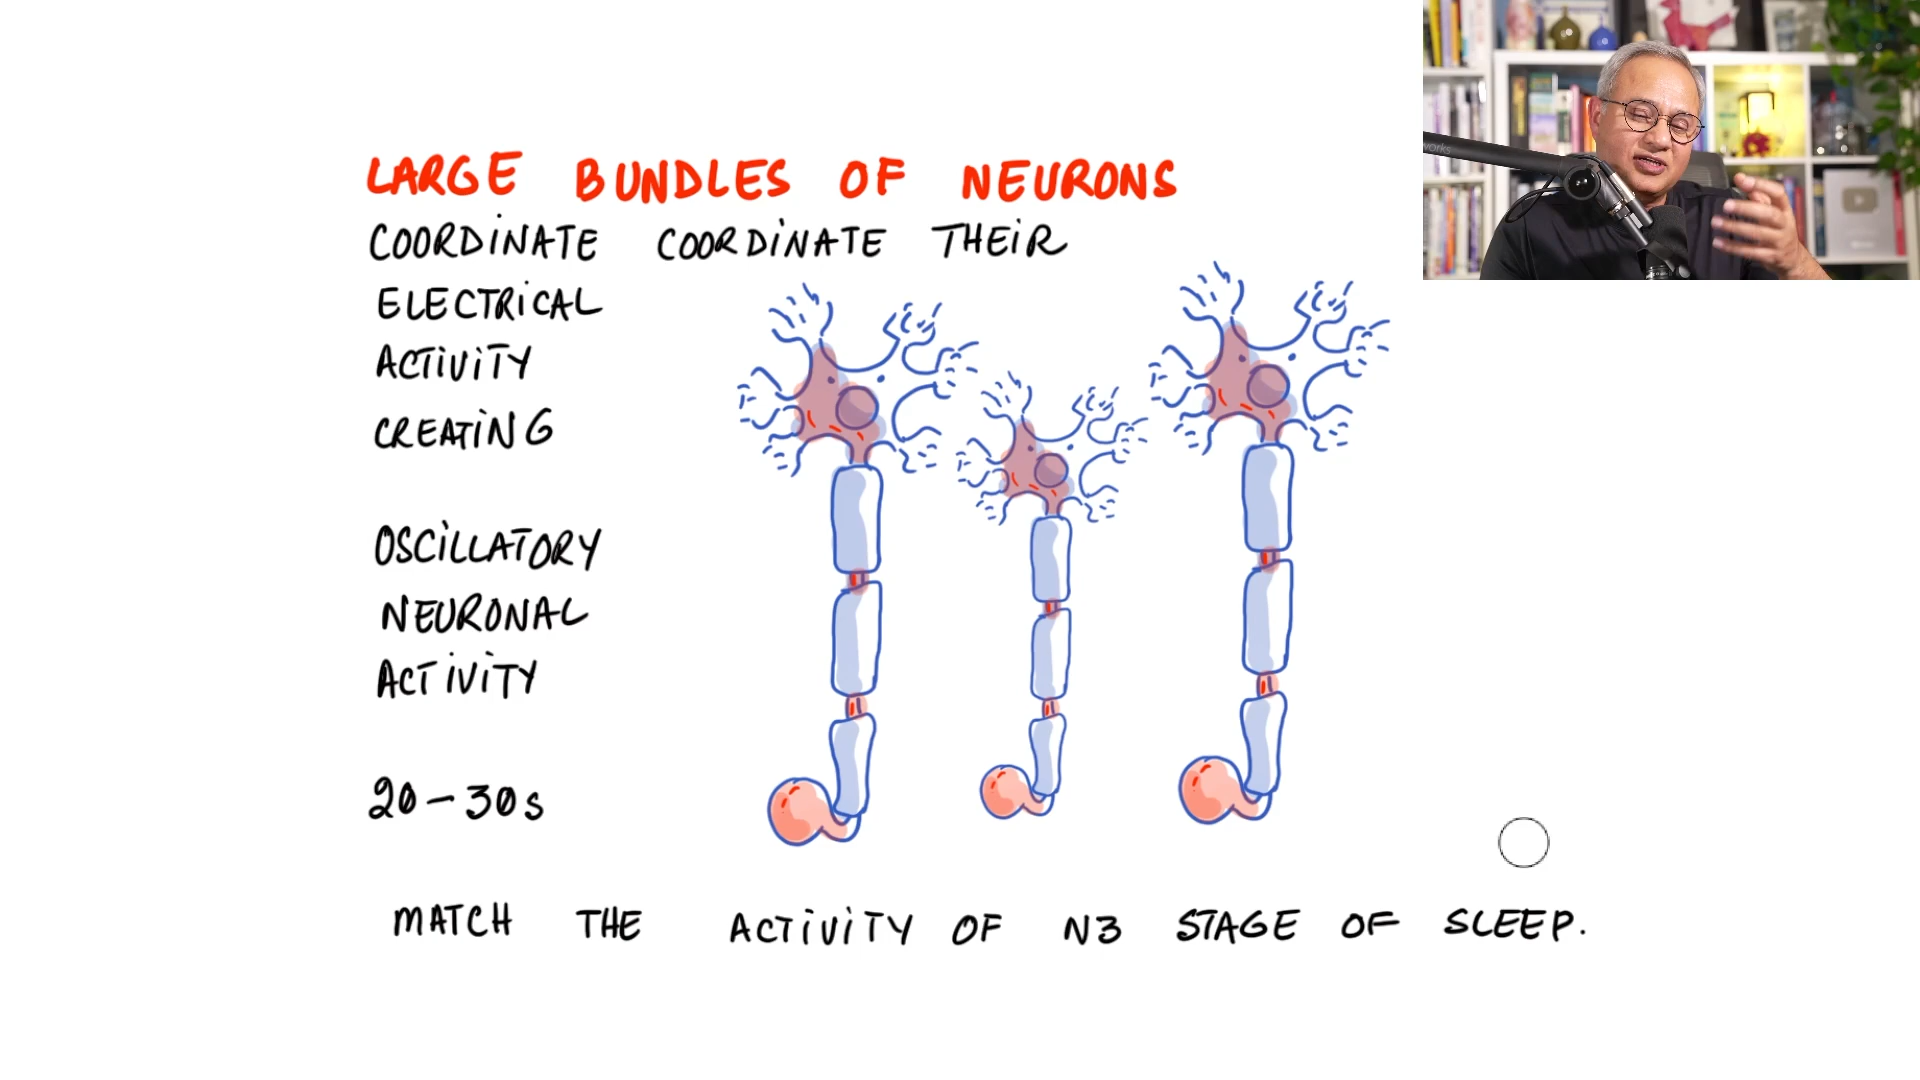 LARGE BUNDLES OF NEURONS
COORDINATE COORDINATE THEIR
ELECTRICAL
ACTIVITY
CREATING
OSCILLATORY
NEURONAL
ACTIVITY
20-30s
MATCH THE ACTIVITY OF N3 STAGE OF SLEEP.